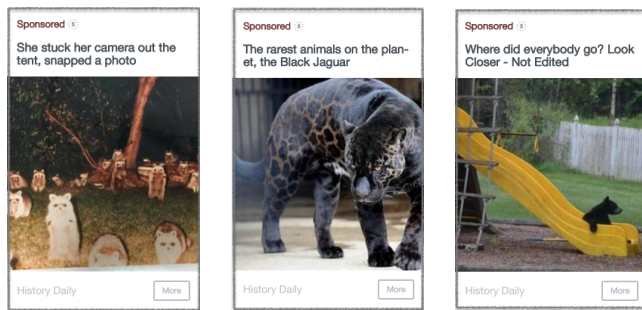 Sponsored
She stuck her camera out the
tent, snapped a photo
History Daily
More
Sponsored
The rarest animals on the plan-
et, the Black Jaguar
History Daily
More
Sponsored
Where did everybody go? Look
Closer - Not Edited
History Daily
More